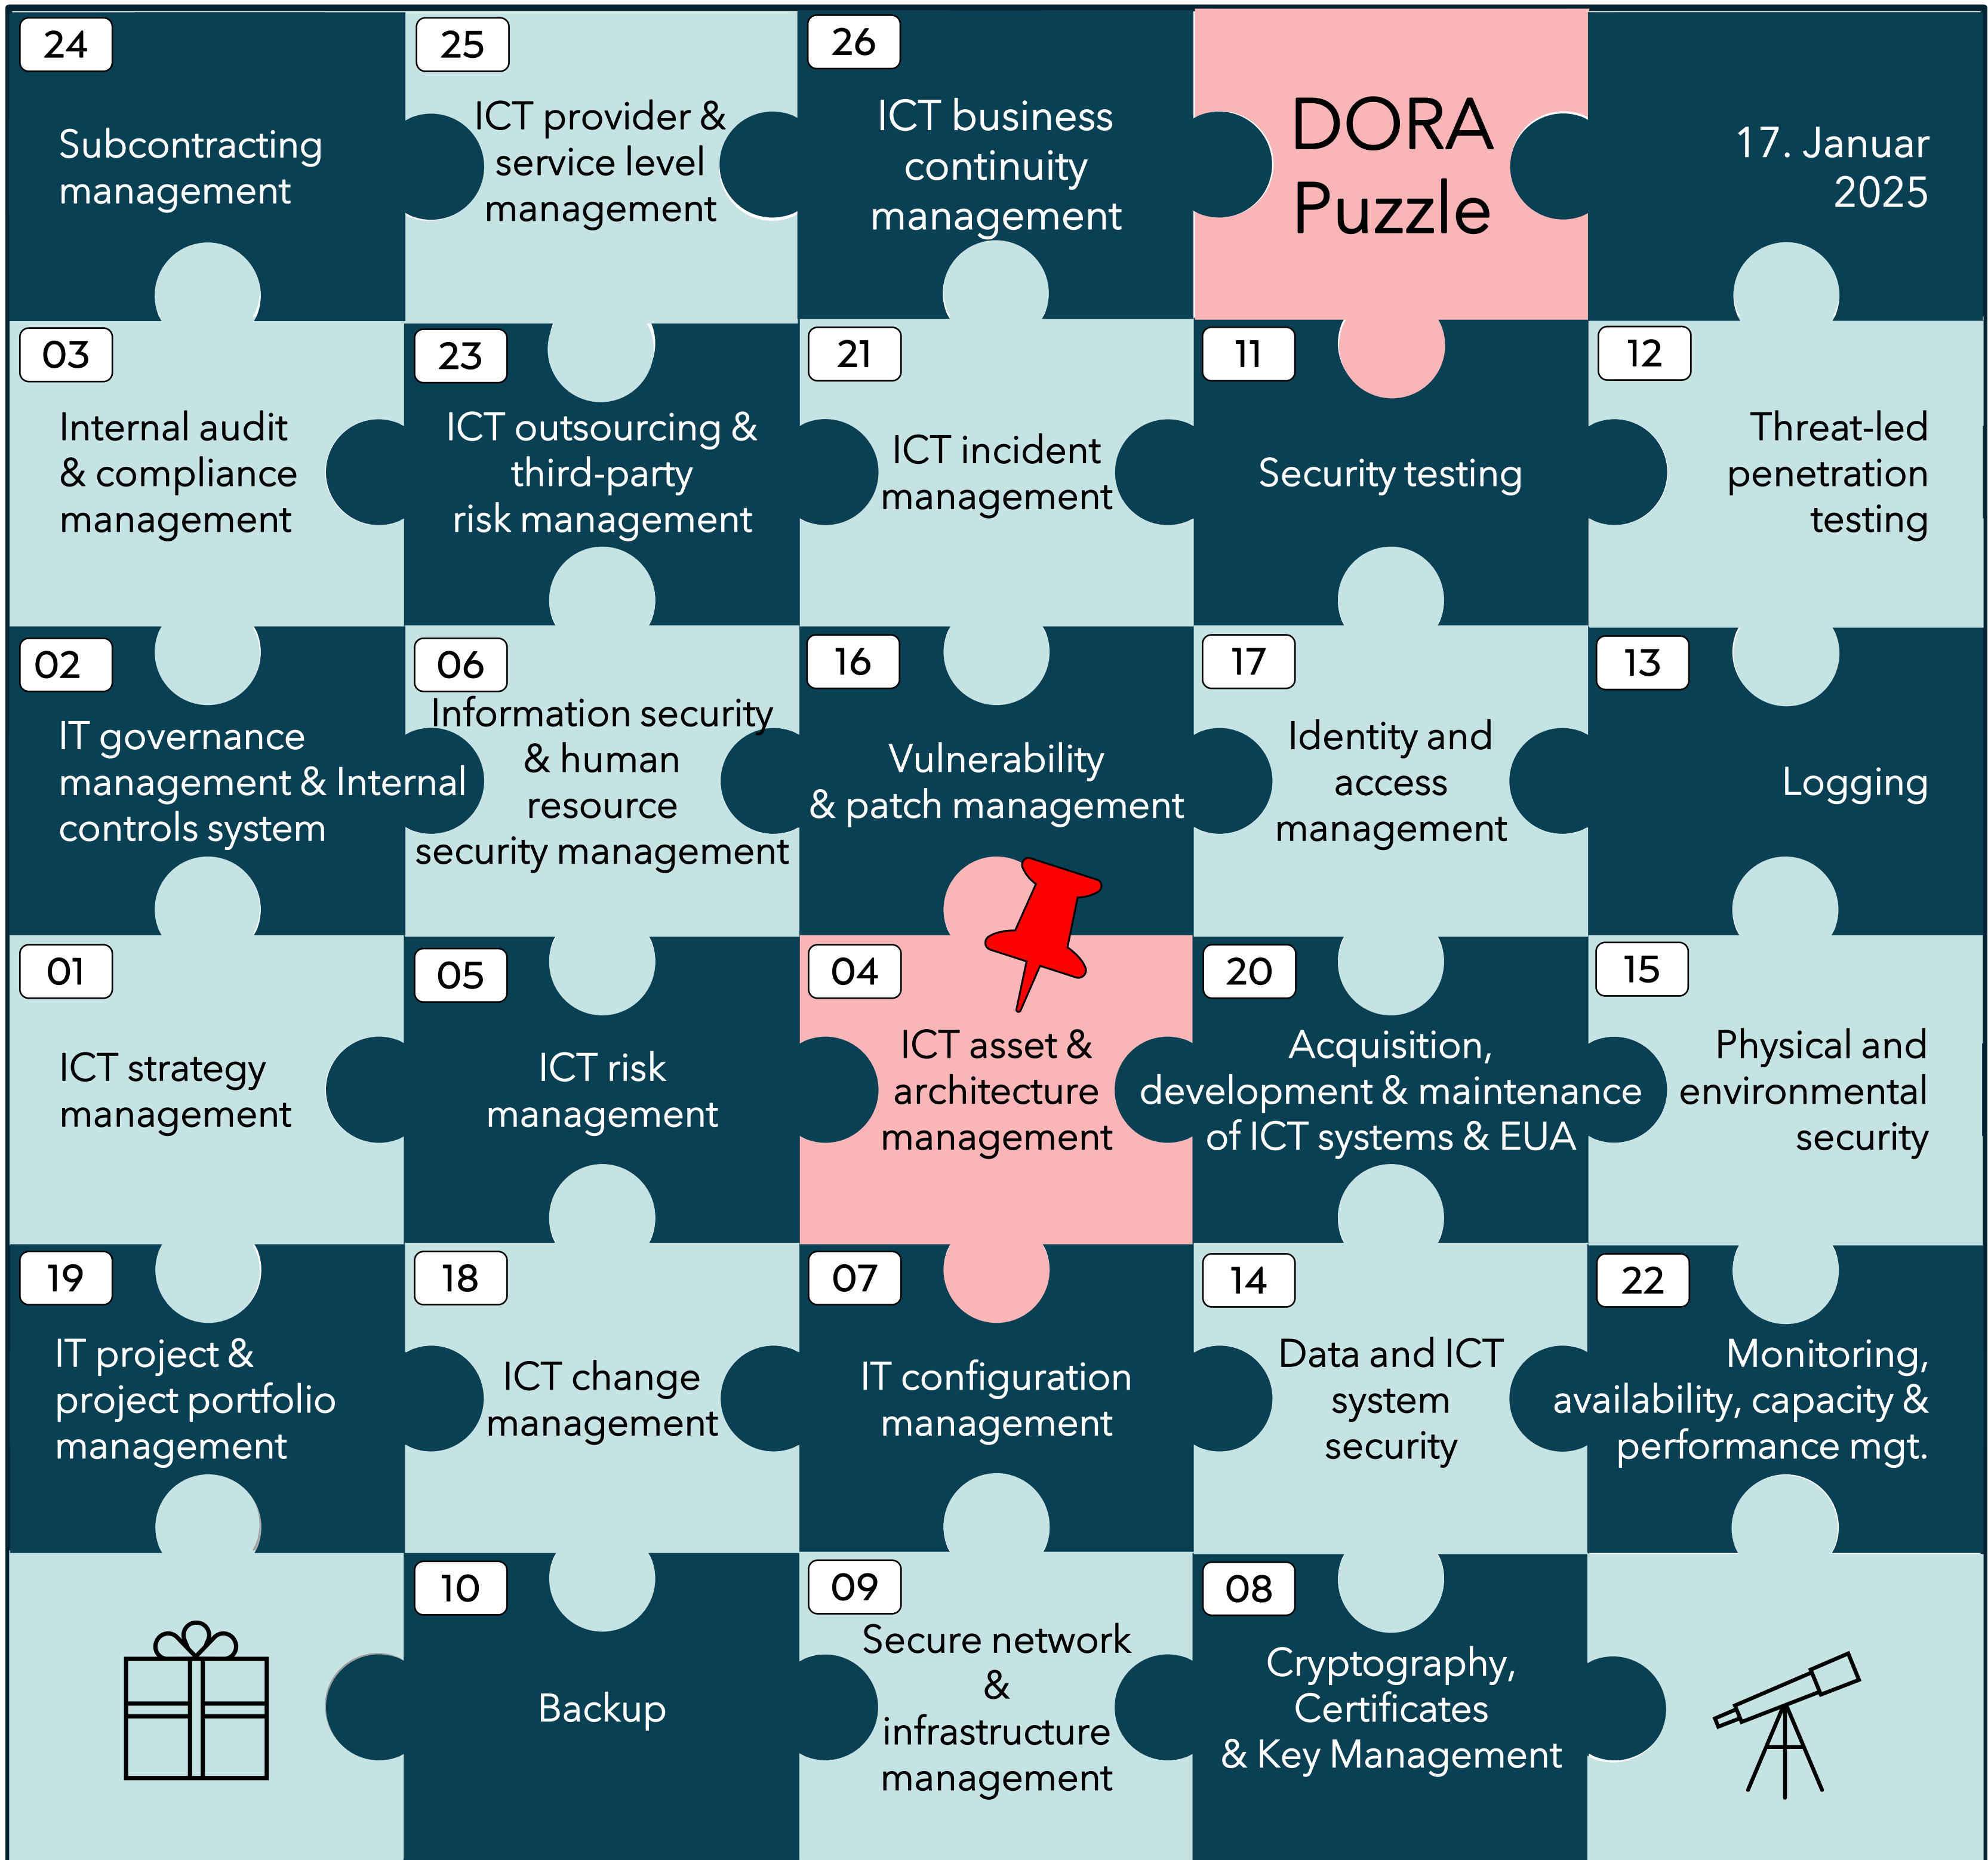 24
Subcontracting
management
25
ICT provider &
service level
management
26
ICT business
continuity
management
DORA
Puzzle
17. Januar
2025
03
Internal audit
& compliance
management
23
ICT outsourcing &
third-party
risk management
21
ICT incident
management
11
Security testing
12
Threat-led
penetration
testing
02
IT governance
management & Internal
controls system
06
Information security
& human
resource
security management
16
Vulnerability
& patch management
17
Identity and
access
management
13
Logging
01
ICT strategy
management
05
ICT risk
management
04
ICT asset &
architecture
management
20
Acquisition,
development & maintenance
of ICT systems & EUA
15
Physical and
environmental
security
19
IT project &
project portfolio
management
18
ICT change
management
07
IT configuration
management
14
Data and ICT
system
security
22
Monitoring,
availability, capacity &
performance mgt.
10
Backup
09
Secure network
&
infrastructure
management
08
Cryptography,
Certificates
& Key Management